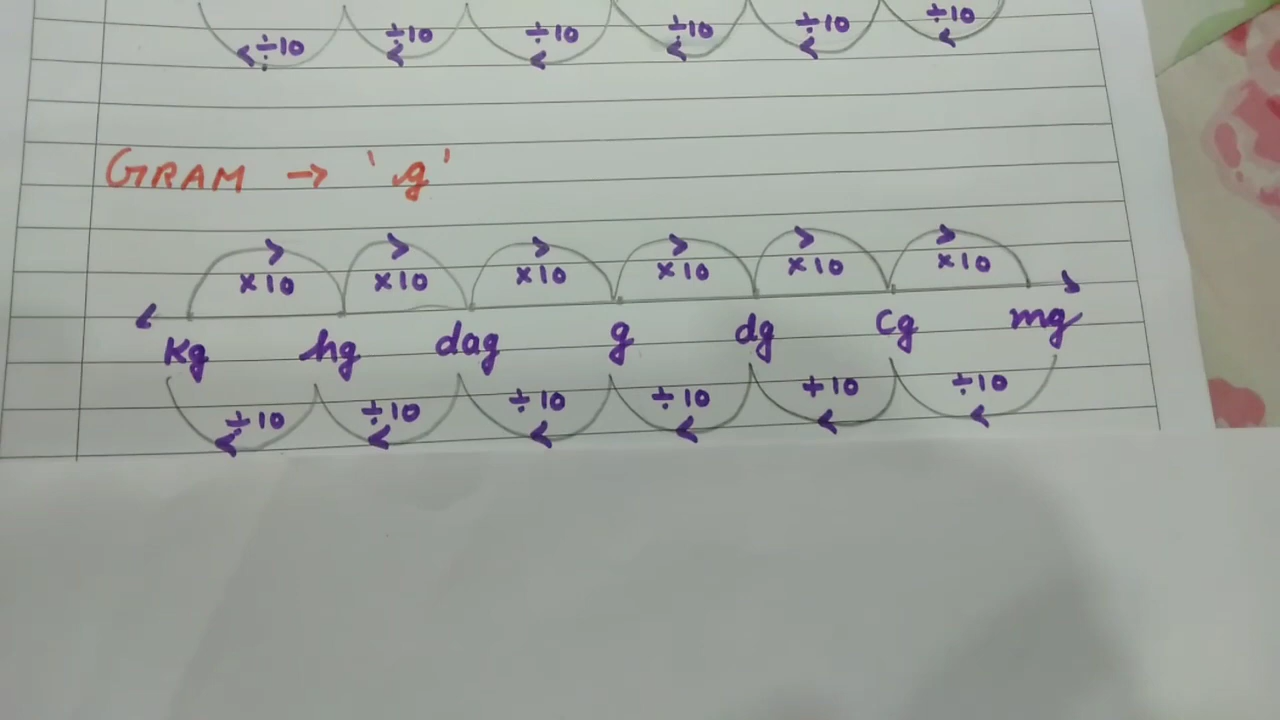 ÷10 ÷10 ÷10 ÷10 ÷10 ÷10
GRAM → 'g'
×10 ×10 ×10 ×10 ×10 ×10
Kg hg dag g dg cg mg
÷10 ÷10 ÷10 ÷10 +10 ÷10